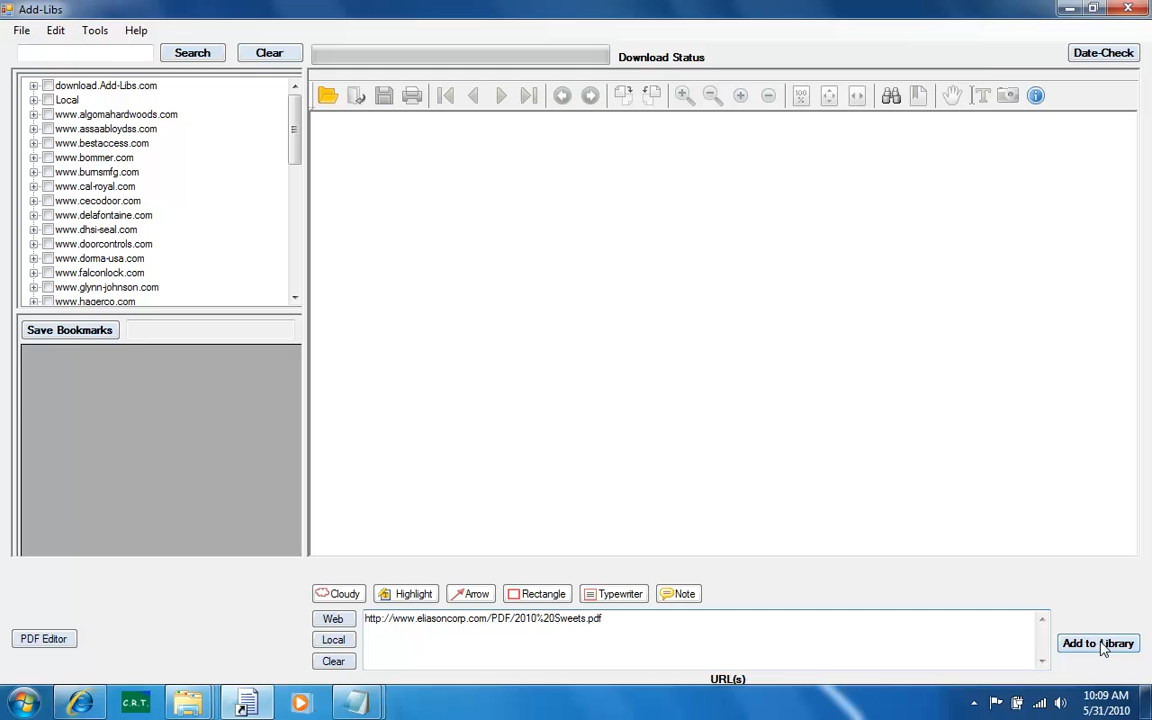 Add-Libs
File Edit Tools Help
Search Clear Download Status Date-Check
download.Add-Libs.com
Local
www.algomahardwoods.com
www.assaabloydss.com
www.bestaccess.com
www.bommer.com
www.burnsmfg.com
www.cal-royal.com
www.cecodoor.com
www.delafontaine.com
www.dhsi-seal.com
www.doorcontrols.com
www.dorma-usa.com
www.falconlock.com
www.glynn-johnson.com
www.hagerco.com
100 %
T
Save Bookmarks
Cloudy Highlight Arrow Rectangle Typewriter Note
Web http://www.eliasoncorp.com/PDF/2010%20Sweets.pdf
Local
Clear
PDF Editor
Add to Library
URL(s)
C.R.T.
10:09 AM
5/31/2010